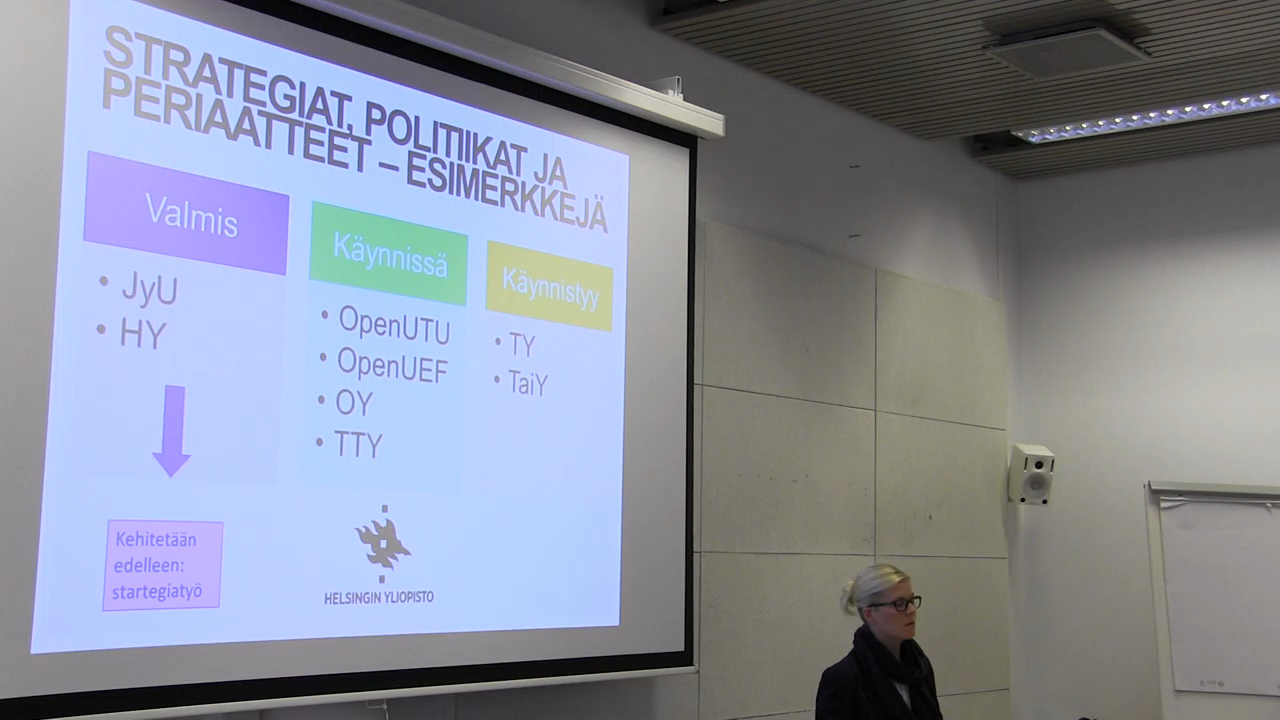 STRATEGIAT, POLITIIKAT JA
PERIAATTEET – ESIMERKKEJÄ
Valmis
• JyU
• HY
Kehitetään
edelleen:
startegiatyö
Käynnissä
• OpenUTU
• OpenUEF
• OY
• TTY
Käynnistyy
• TY
• TaiY
HELSINGIN YLIOPISTO